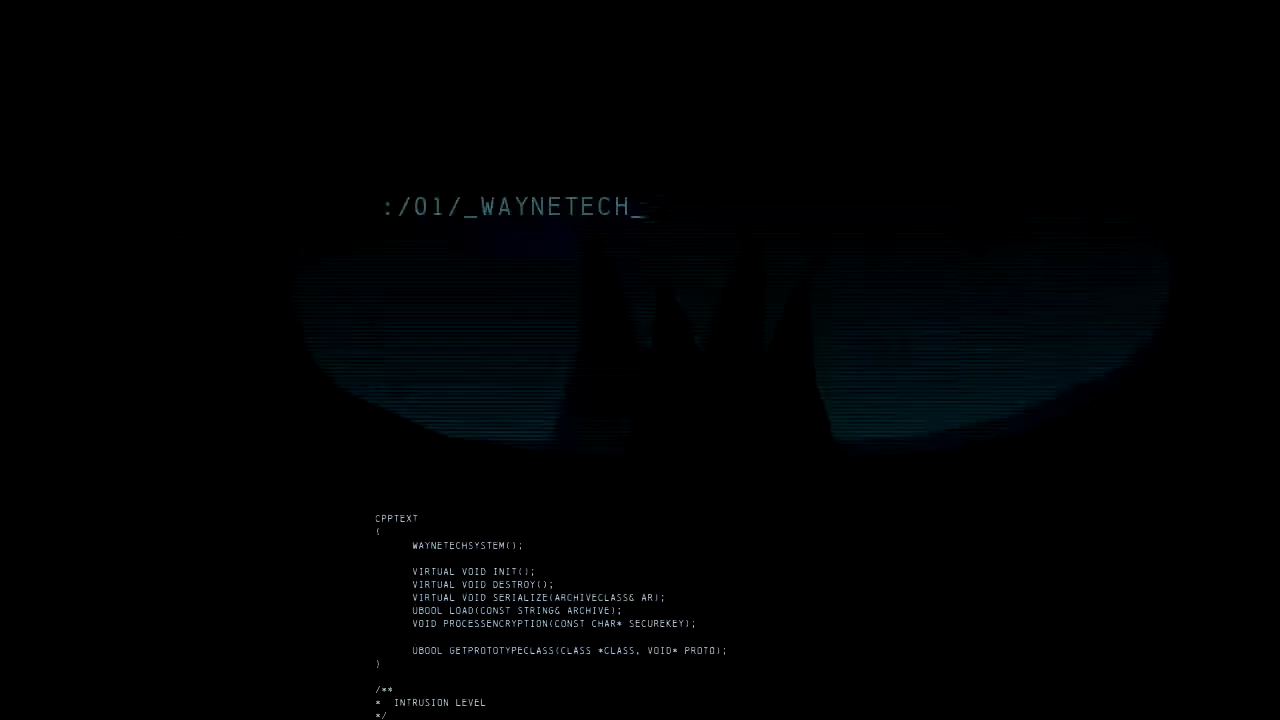 :/01/_WAYNETECH_
CPPTEXT
(
WAYNETECHSYSTEM();
VIRTUAL VOID INIT();
VIRTUAL VOID DESTROY();
VIRTUAL VOID SERIALIZE(ARCHIVECLASS& AR);
UBOOL LOAD(CONST STRING& ARCHIVE);
VOID PROCESSENCRYPTION(CONST CHAR* SECUREKEY);
UBOOL GETPROTOTYPECLASS(CLASS *CLASS, VOID* PROTO);
)
/**
* INTRUSION LEVEL
*/